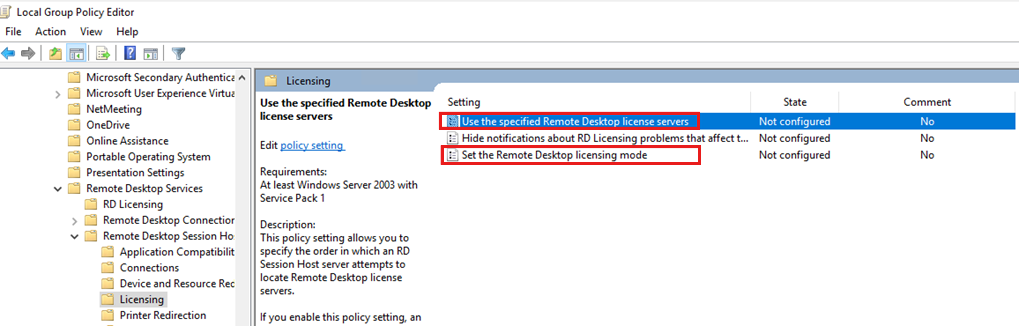 Local Group Policy Editor
File Action View Help
Microsoft Secondary Authentica
Microsoft User Experience Virtua
NetMeeting
OneDrive
Online Assistance
Portable Operating System
Presentation Settings
Remote Desktop Services
RD Licensing
Remote Desktop Connection
Remote Desktop Session Hos
Application Compatibilit
Connections
Device and Resource Rec
Licensing
Printer Redirection
Licensing
Use the specified Remote Desktop
license servers
Edit policy setting
Requirements:
At least Windows Server 2003 with
Service Pack 1
Description:
This policy setting allows you to
specify the order in which an RD
Session Host server attempts to
locate Remote Desktop license
servers.
If you enable this policy setting, an
Setting State Comment
Use the specified Remote Desktop license servers Not configured No
Hide notifications about RD Licensing problems that affect t... Not configured No
Set the Remote Desktop licensing mode Not configured No